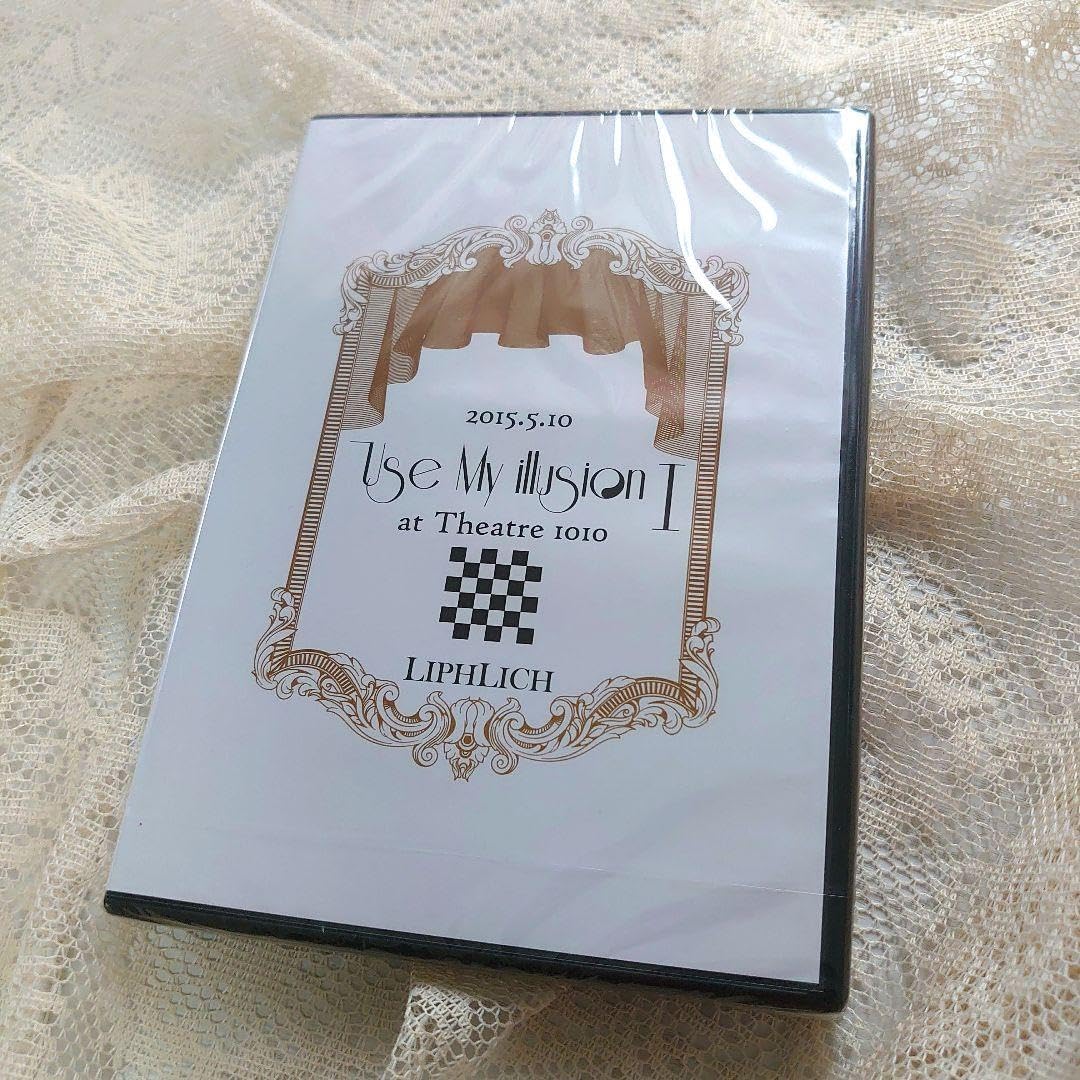 2015.5.10
Use My illusion I
at Theatre 1010
LIPHLICH